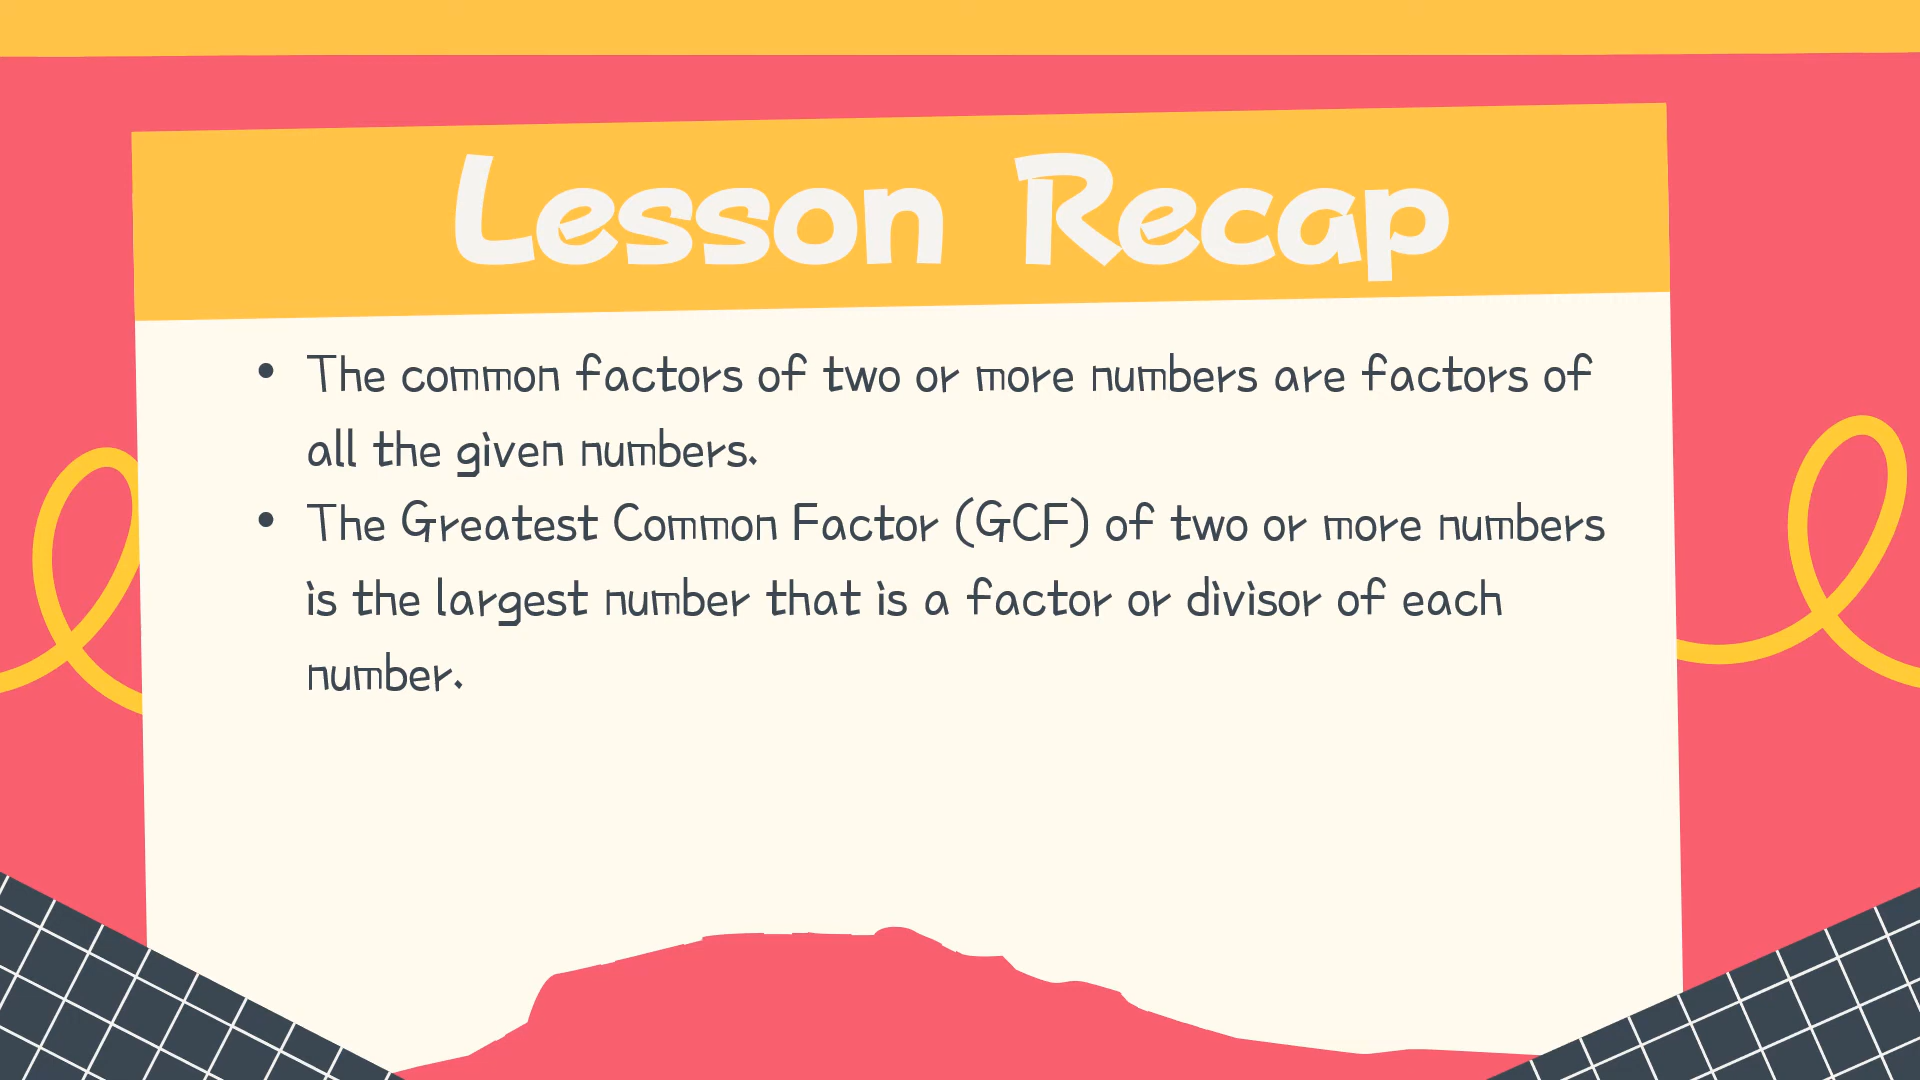 Lesson Recap
• The common factors of two or more numbers are factors of
all the given numbers.
• The Greatest Common Factor (GCF) of two or more numbers
is the largest number that is a factor or divisor of each
number.